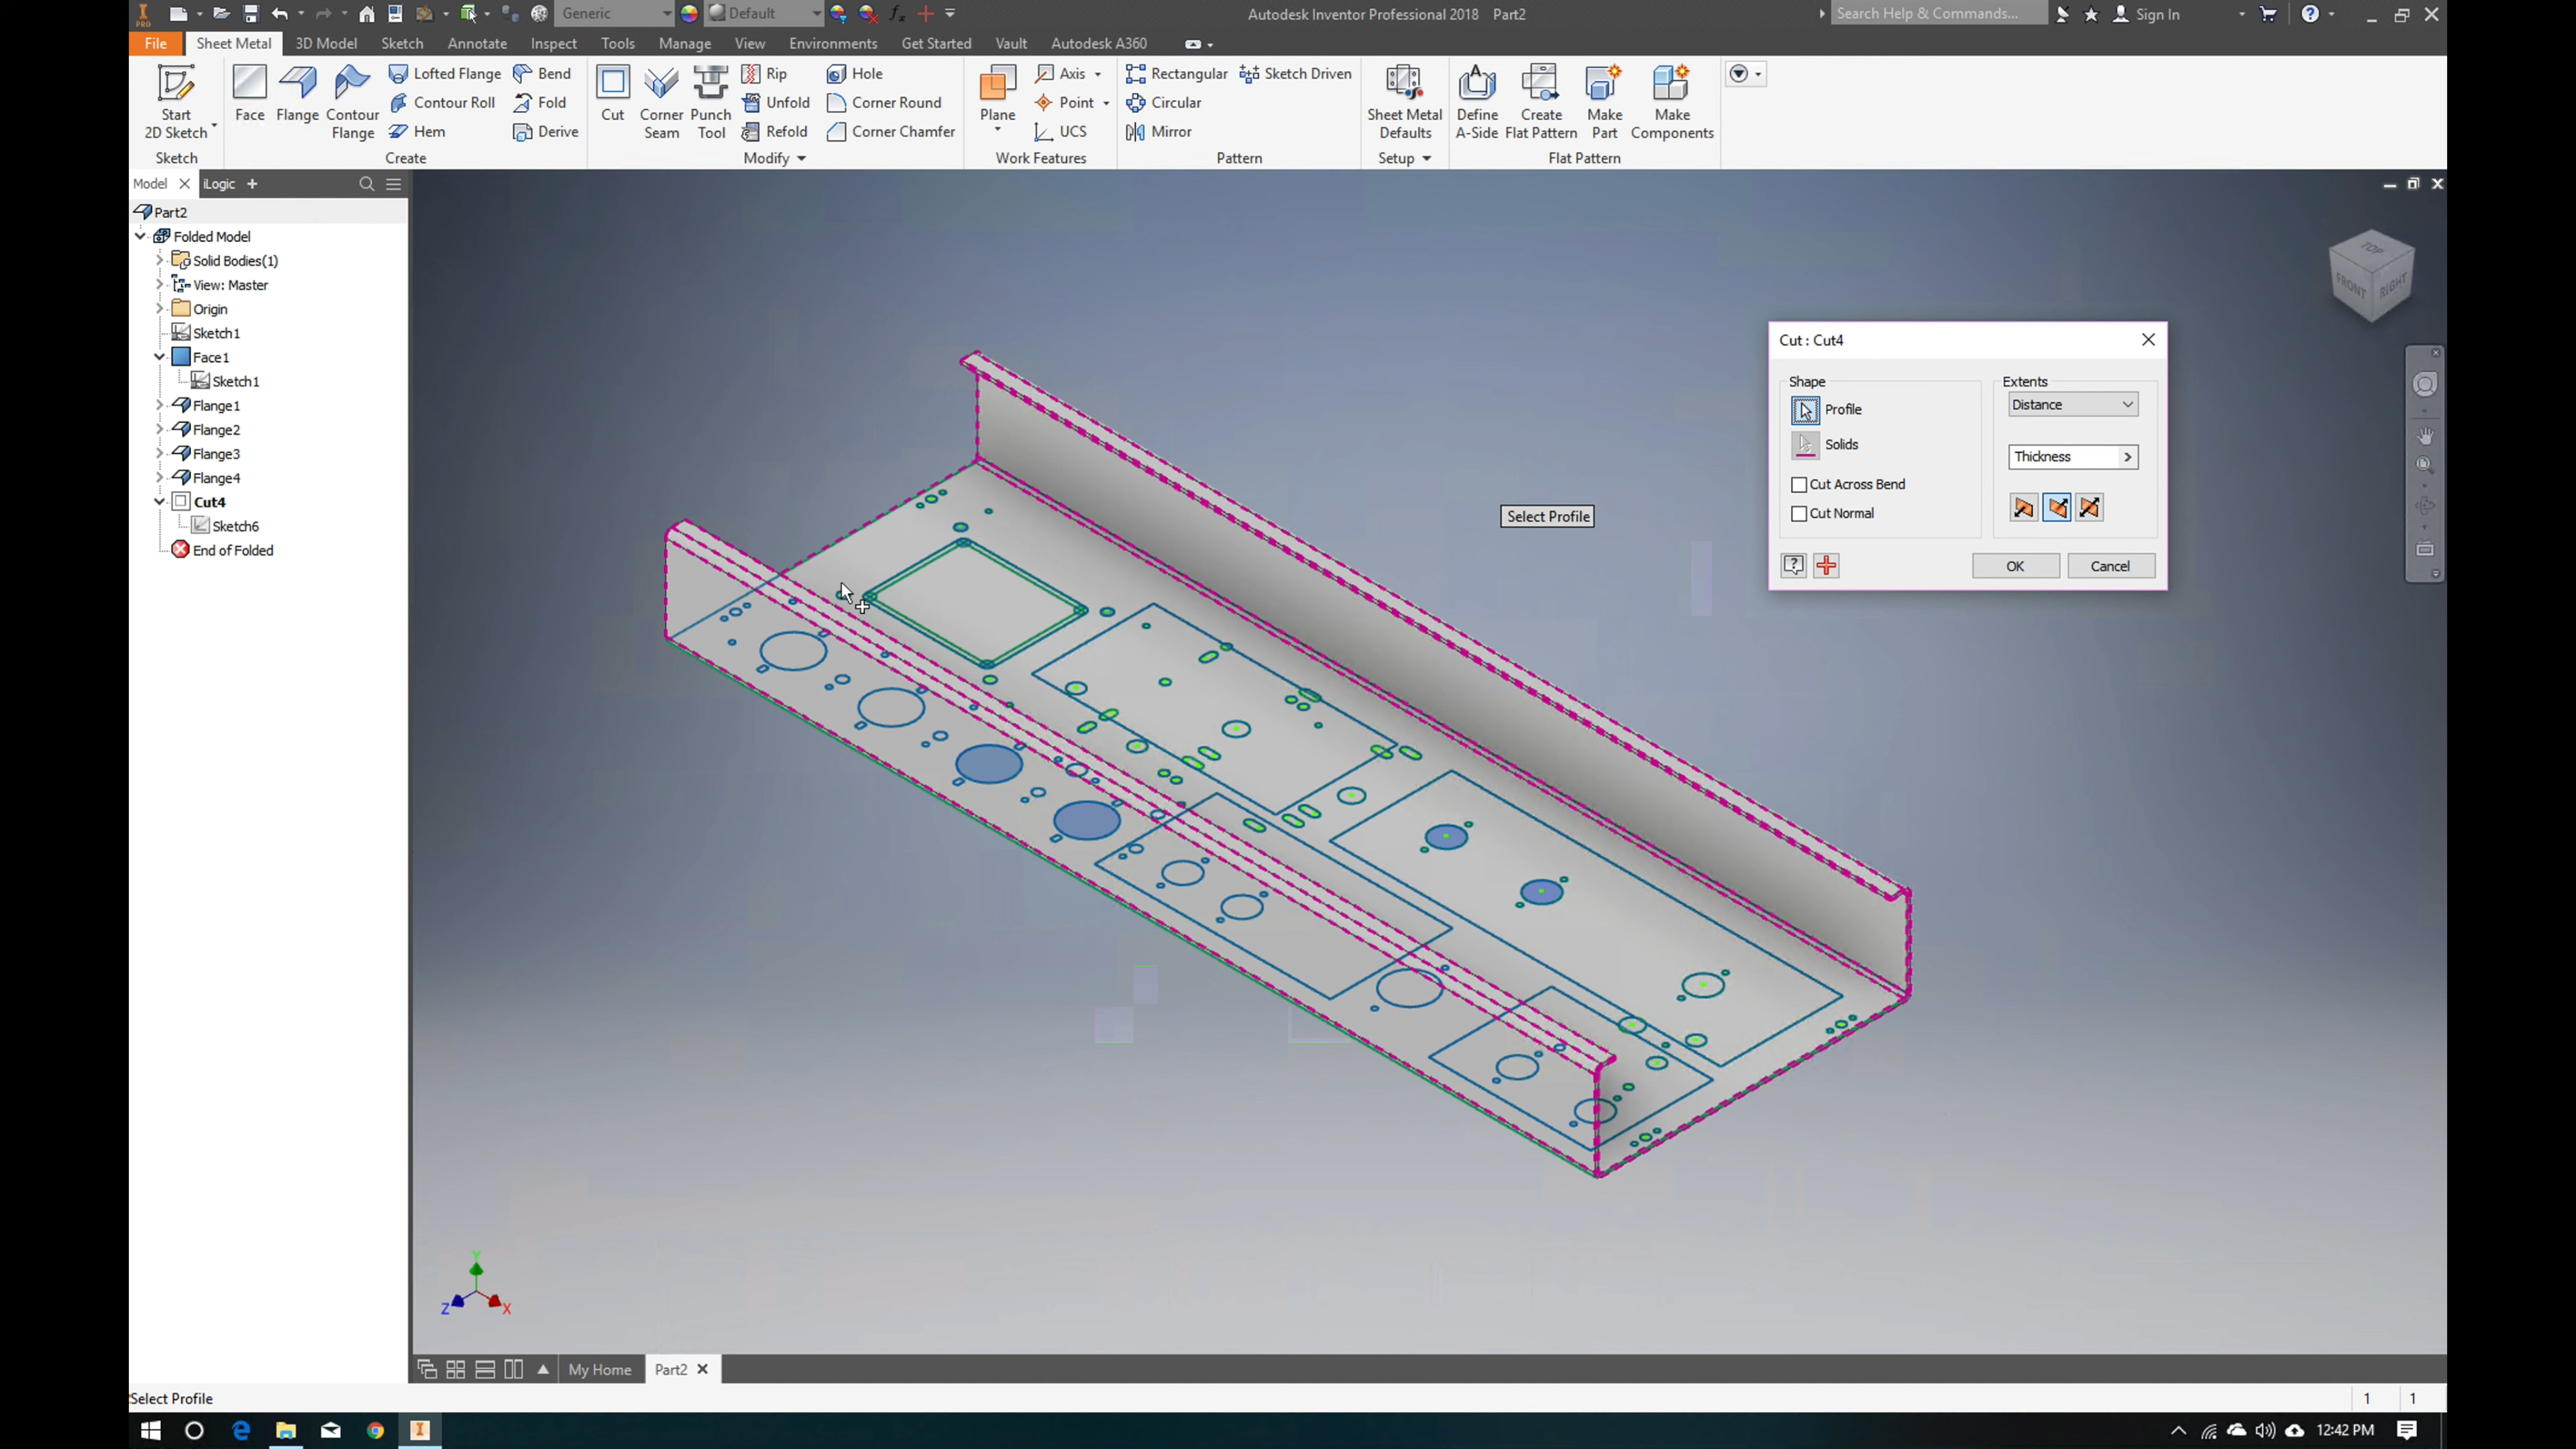 PRO
Generic
Default
Autodesk Inventor Professional 2018 Part2
Search Help & Commands...
Sign In
File
Sheet Metal
3D Model
Sketch
Annotate
Inspect
Tools
Manage
View
Environments
Get Started
Vault
Autodesk A360
Start
2D Sketch
Face
Flange
Contour
Flange
Lofted Flange
Contour Roll
Hem
Bend
Fold
Derive
Cut
Corner
Seam
Punch
Tool
Rip
Unfold
Refold
Hole
Corner Round
Corner Chamfer
Plane
Axis
Point
UCS
Rectangular
Circular
Mirror
Sketch Driven
Sheet Metal
Defaults
Define
A-Side
Create
Flat Pattern
Make
Part
Make
Components
Sketch
Create
Modify
Work Features
Pattern
Setup
Flat Pattern
Model
iLogic
Part2
Folded Model
Solid Bodies(1)
View: Master
Origin
Sketch1
Face1
Sketch1
Flange1
Flange2
Flange3
Flange4
Cut4
Sketch6
End of Folded
TOP
FRONT
RIGHT
Cut : Cut4
Shape
Profile
Solids
Cut Across Bend
Cut Normal
Extents
Distance
Thickness
OK
Cancel
Select Profile
Y
Z
X
My Home
Part2
Select Profile
1
1
12:42 PM